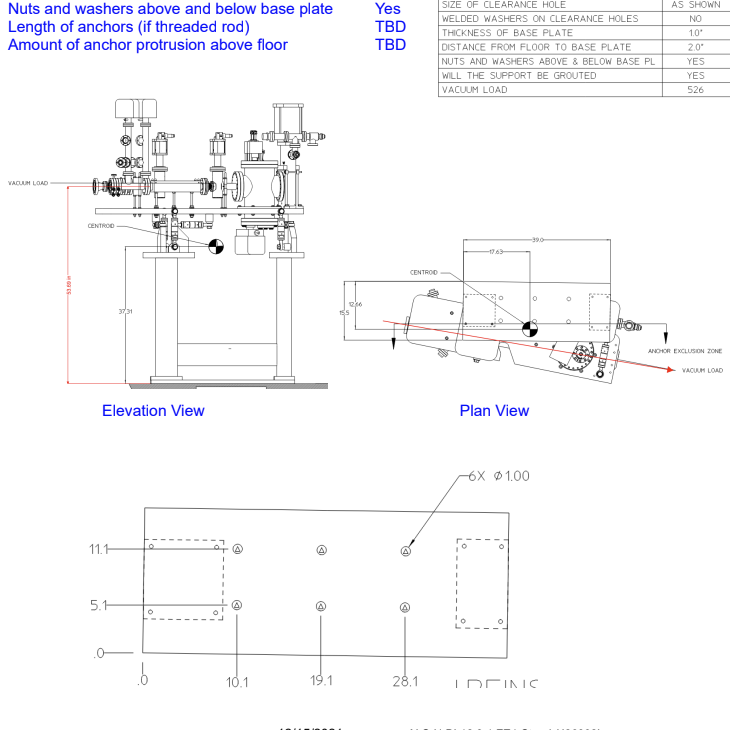 Nuts and washers above and below base plate Yes
Length of anchors (if threaded rod) TBD
Amount of anchor protrusion above floor TBD
SIZE OF CLEARANCE HOLE AS SHOWN
WELDED WASHERS ON CLEARANCE HOLES NO
THICKNESS OF BASE PLATE 1.0"
DISTANCE FROM FLOOR TO BASE PLATE 2.0"
NUTS AND WASHERS ABOVE & BELOW BASE PL YES
WILL THE SUPPORT BE GROUTED YES
VACUUM LOAD 526
VACUUM LOAD
CENTROID
37.31
39.0
17.63
CENTROID
12.66
15.5
ANCHOR EXCLUSION ZONE
VACUUM LOAD
Elevation View
Plan View
6X ⌀1.00
11.1
5.1
.0
.0
10.1
19.1
28.1